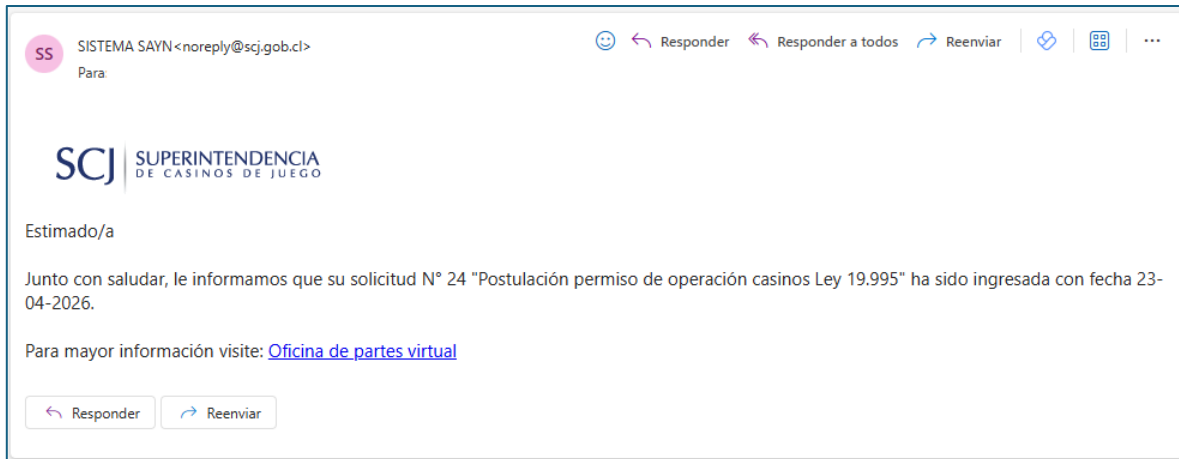 SS
SISTEMA SAYN<noreply@scj.gob.cl>
Responder Responder a todos Reenviar
Para:
SCJ SUPERINTENDENCIA
DE CASINOS DE JUEGO
Estimado/a
Junto con saludar, le informamos que su solicitud N° 24 "Postulación permiso de operación casinos Ley 19.995" ha sido ingresada con fecha 23-
04-2026.
Para mayor información visite: Oficina de partes virtual
Responder Reenviar